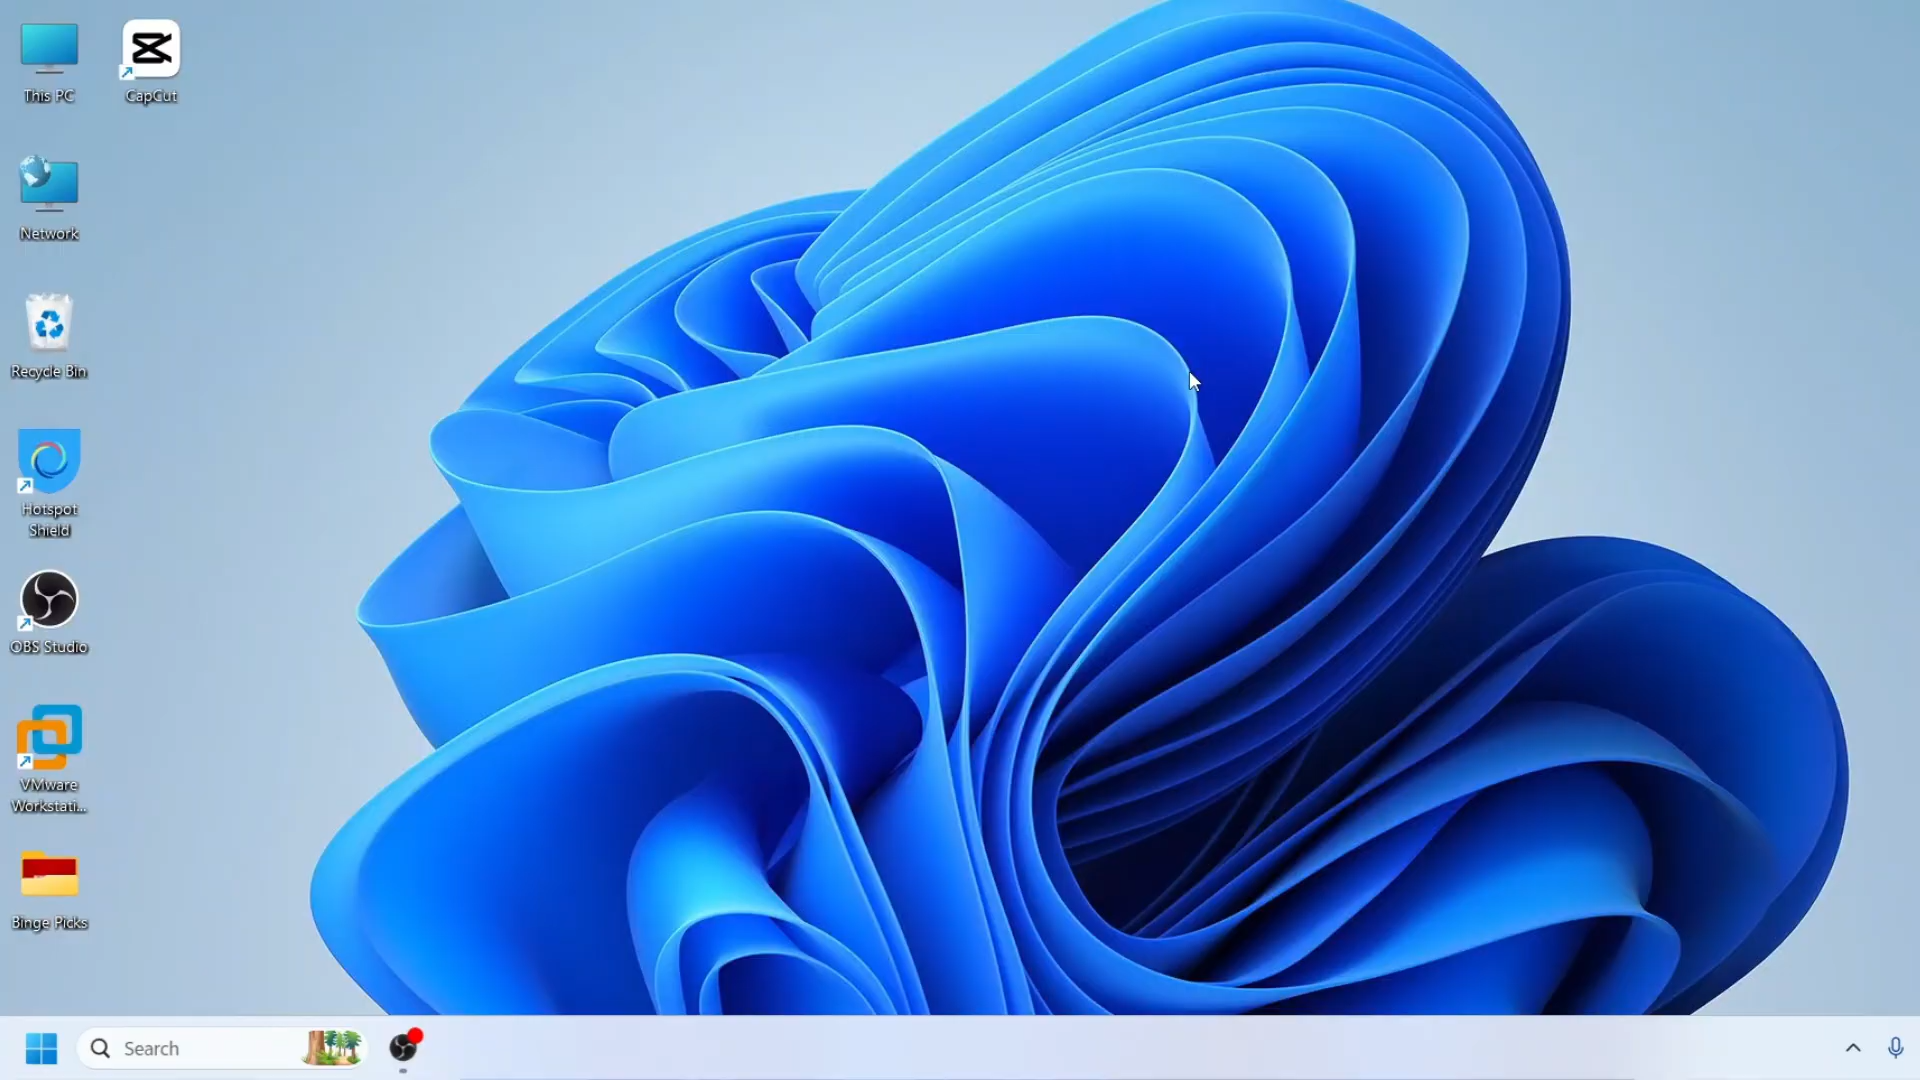 This PC
CapCut
Network
Recycle Bin
Hotspot
Shield
OBS Studio
VMware
Workstati...
Binge Picks
Search